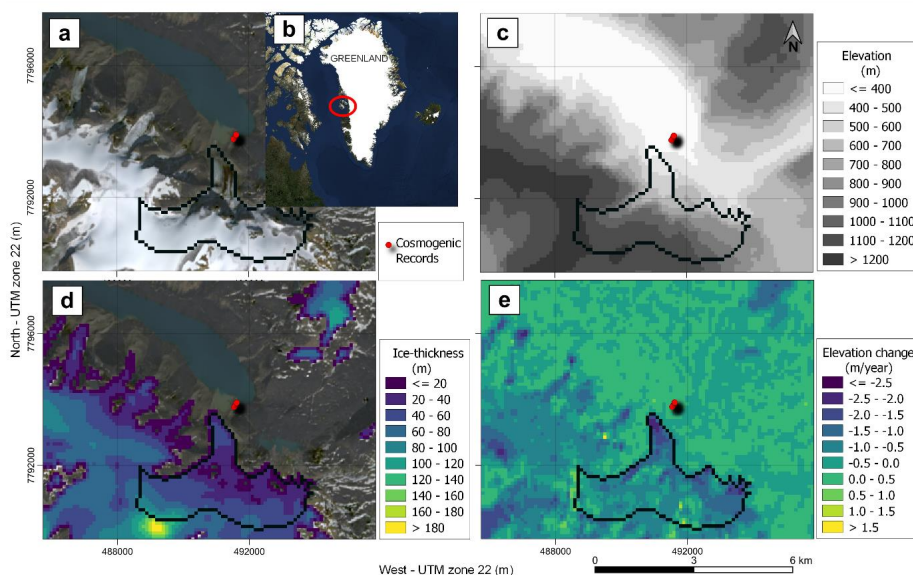 a
b
GREENLAND
c
N
7796000
7792000
North - UTM zone 22 (m)
Cosmogenic
Records
Elevation
(m)
<= 400
400 - 500
500 - 600
600 - 700
700 - 800
800 - 900
900 - 1000
1000 - 1100
1100 - 1200
> 1200
d
7796000
7792000
488000
492000
Ice-thickness
(m)
<= 20
20 - 40
40 - 60
60 - 80
80 - 100
100 - 120
120 - 140
140 - 160
160 - 180
> 180
e
488000
492000
Elevation change
(m/year)
<= -2.5
-2.5 - -2.0
-2.0 - -1.5
-1.5 - -1.0
-1.0 - -0.5
-0.5 - 0.0
0.0 - 0.5
0.5 - 1.0
1.0 - 1.5
> 1.5
West - UTM zone 22 (m)
0
3
6 km